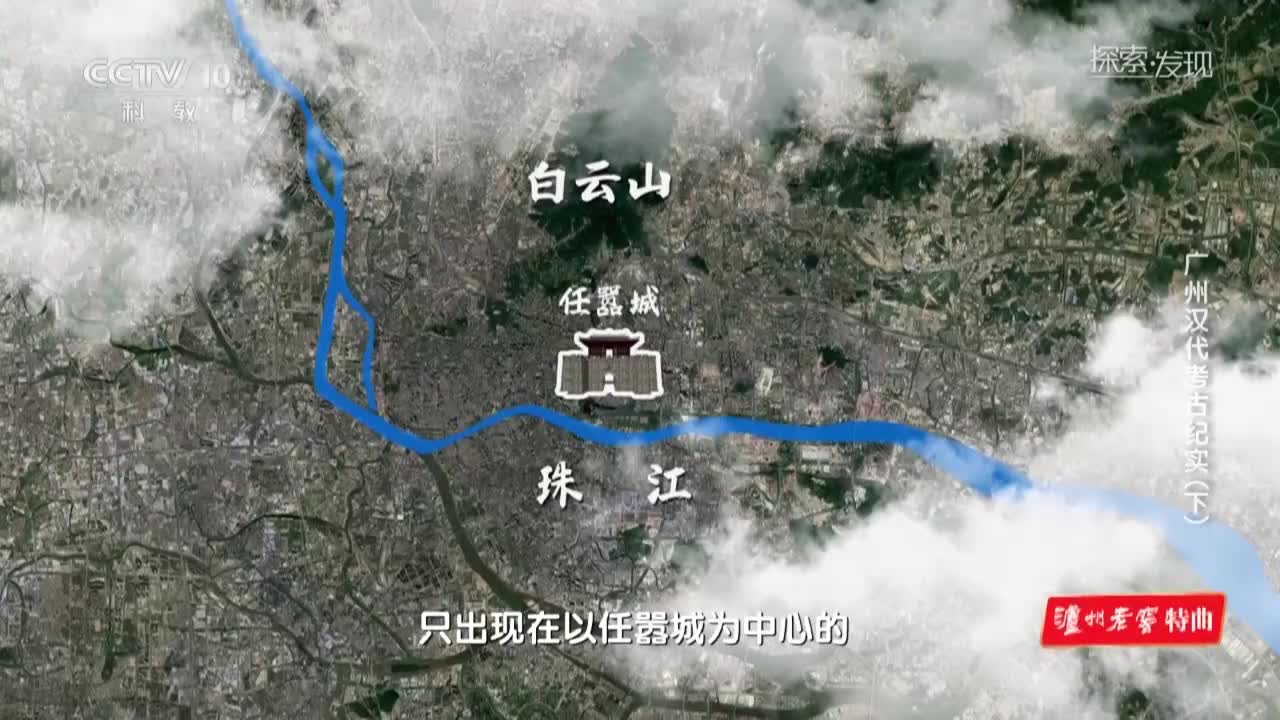 CCTV 10
科教
探索·发现
白云山
任嚣城
珠江
广州汉代考古纪实(下)
只出现在以任嚣城为中心的
泸州老窖特曲